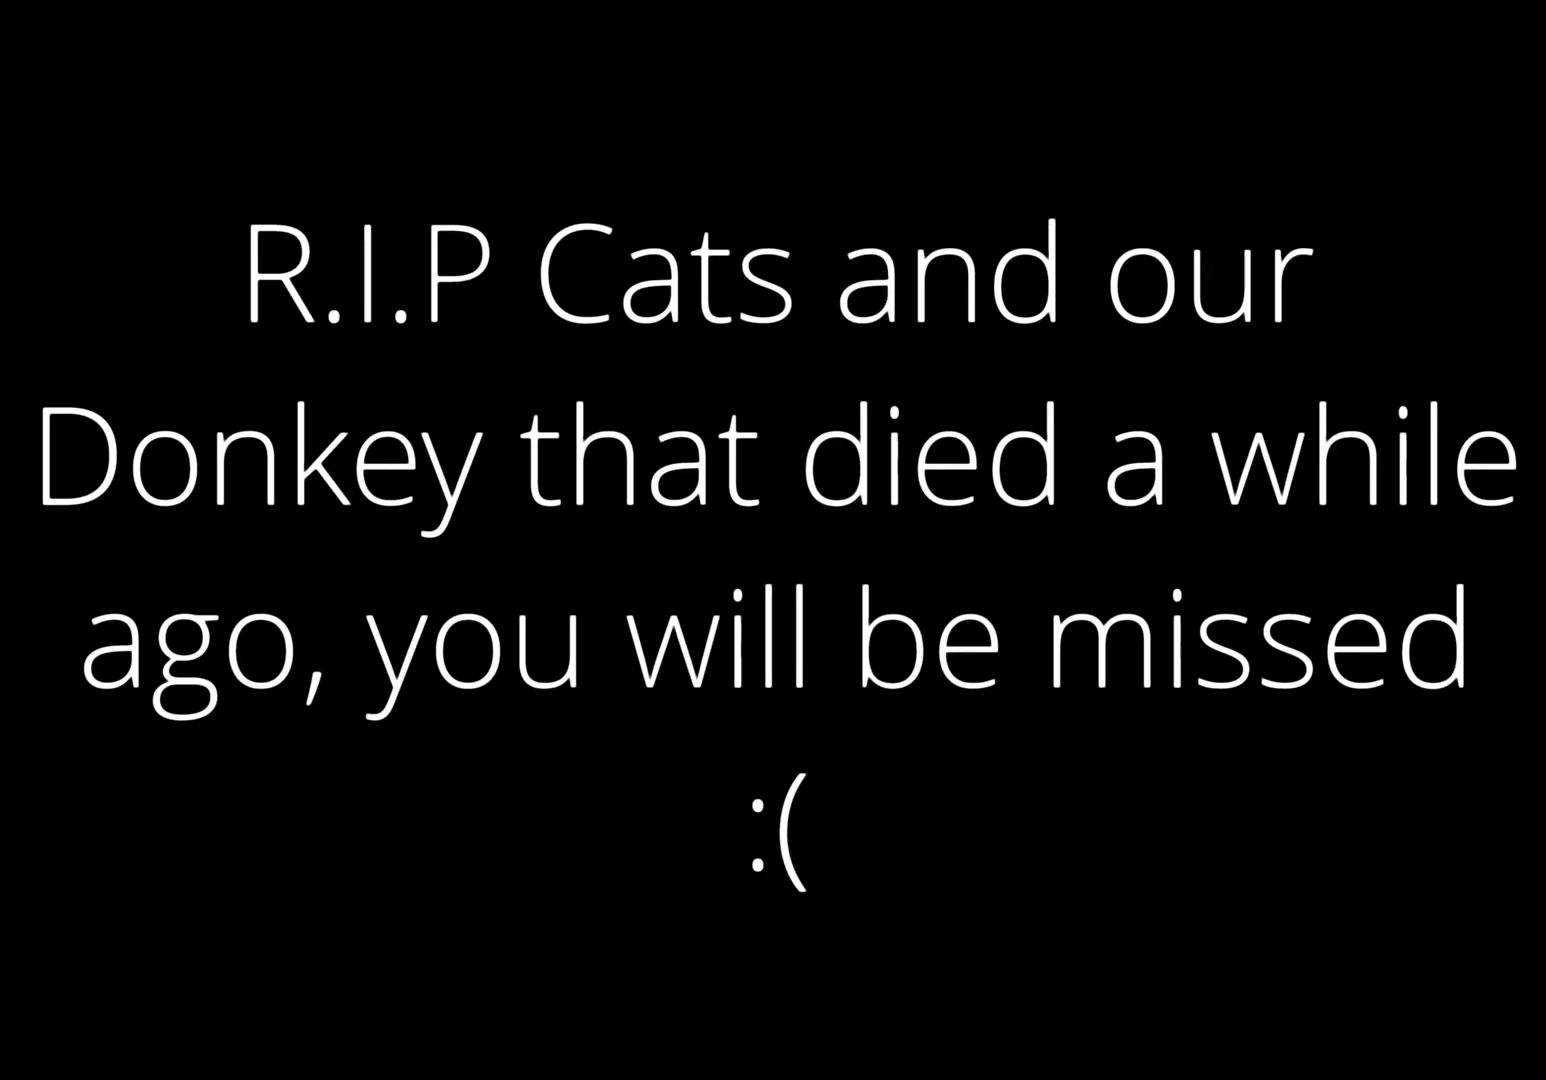 R.I.P Cats and our
Donkey that died a while
ago, you will be missed
:(